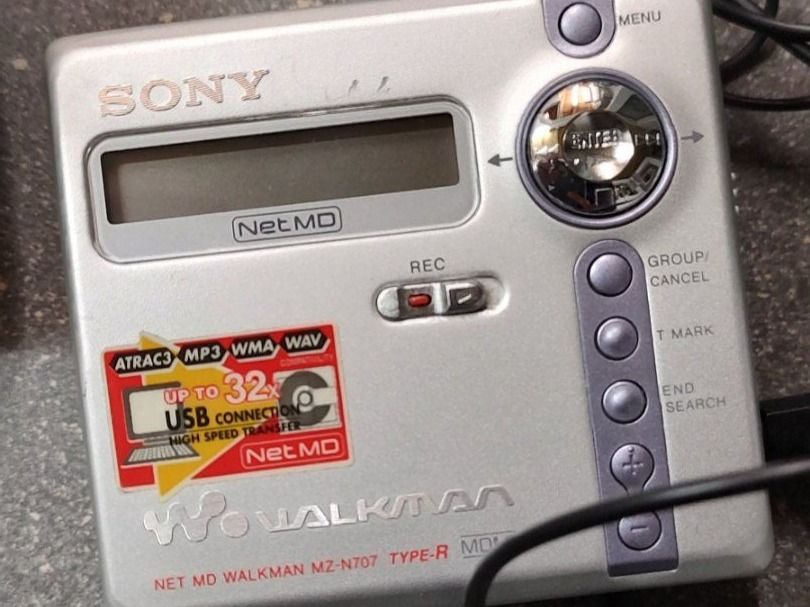 MENU
SONY
ENTER
NetMD
REC
GROUP/
CANCEL
T MARK
END
SEARCH
+
-
ATRAC3 MP3 WMA WAV
COMPATIBILITY
UP TO 32x
USB CONNECTION
HIGH SPEED TRANSFER
NetMD
WALKMAN
NET MD WALKMAN MZ-N707 TYPE-R